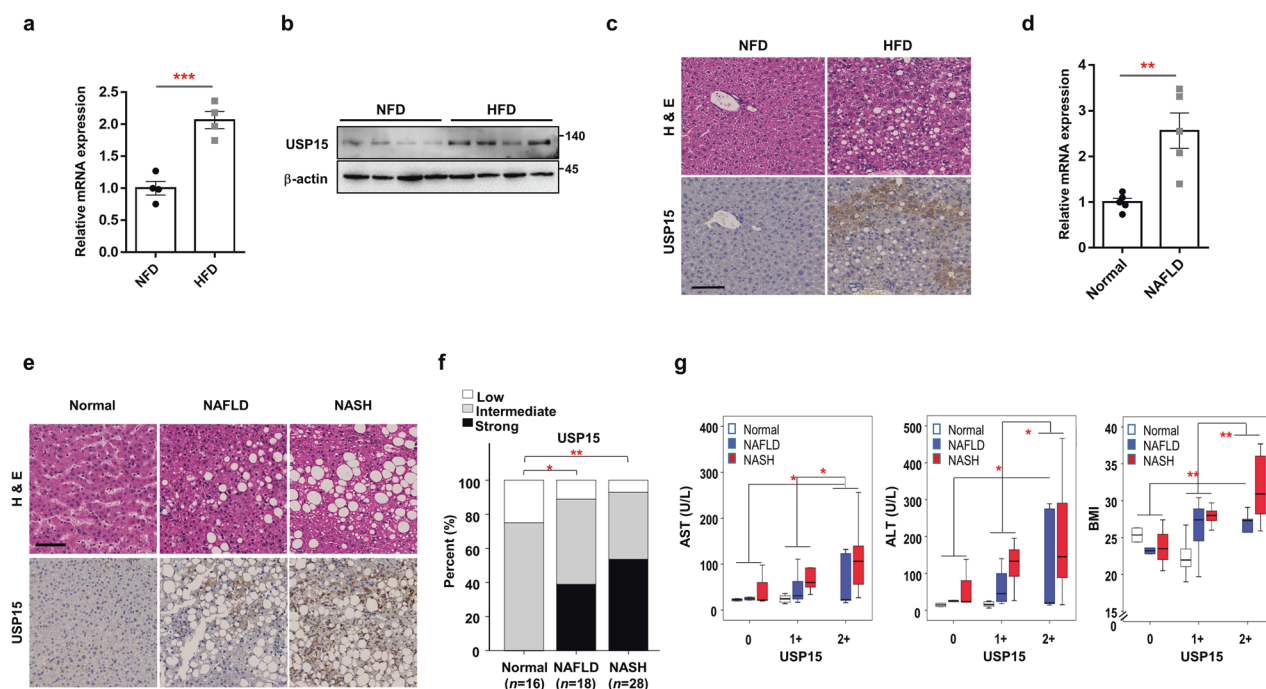 a
***
Relative mRNA expression
2.5
2.0
1.5
1.0
0.5
0.0
NFD
HFD
b
NFD
HFD
USP15
140
45
β-actin
c
NFD
HFD
H & E
USP15
d
**
Relative mRNA expression
4
3
2
1
0
Normal
NAFLD
e
Normal
NAFLD
NASH
H & E
USP15
f
Low
Intermediate
Strong
USP15
**
*
Percent (%)
100
80
60
40
20
0
Normal
NAFLD
NASH
(n=16)
(n=18)
(n=28)
g
AST (U/L)
400
300
200
100
0
Normal
NAFLD
NASH
*
*
0
1+
2+
USP15
ALT (U/L)
500
400
300
200
100
0
Normal
NAFLD
NASH
*
*
0
1+
2+
USP15
BMI
40
35
30
25
20
15
0
Normal
NAFLD
NASH
**
**
0
1+
2+
USP15